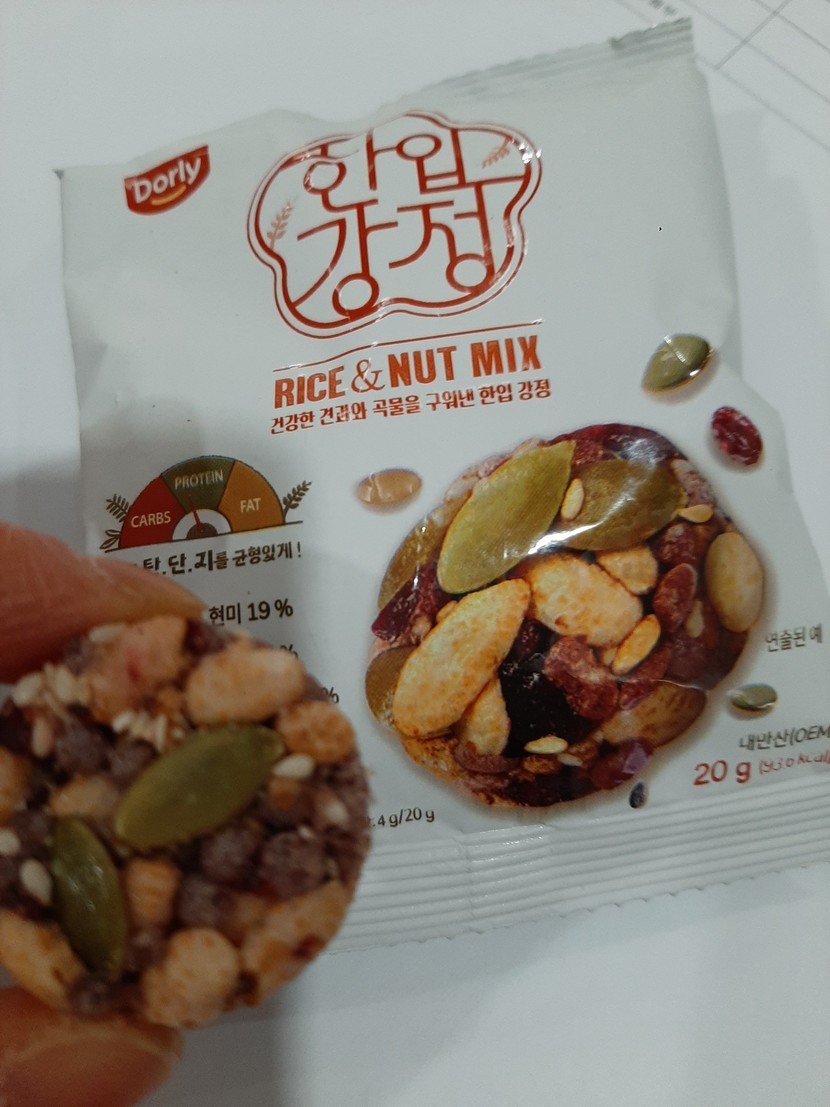 Dorly
한입
강정
RICE & NUT MIX
건강한 견과와 곡물을 구워낸 한입 강정
CARBS PROTEIN FAT
탄.단.지를 균형있게!
현미 19%
%
%
연출된 예
4g/20g
20 g